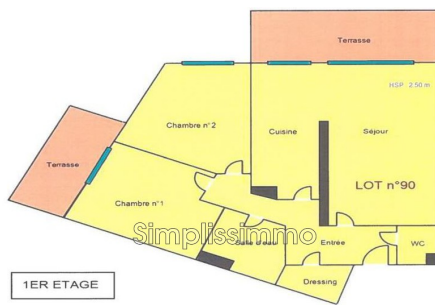 Terrasse
HSP : 2.50 m
Chambre n°2
Cuisine
Séjour
Terrasse
LOT n°90
Chambre n°1
Simplissimmo
Salle d'eau
Entrée
WC
Dressing
1ER ETAGE